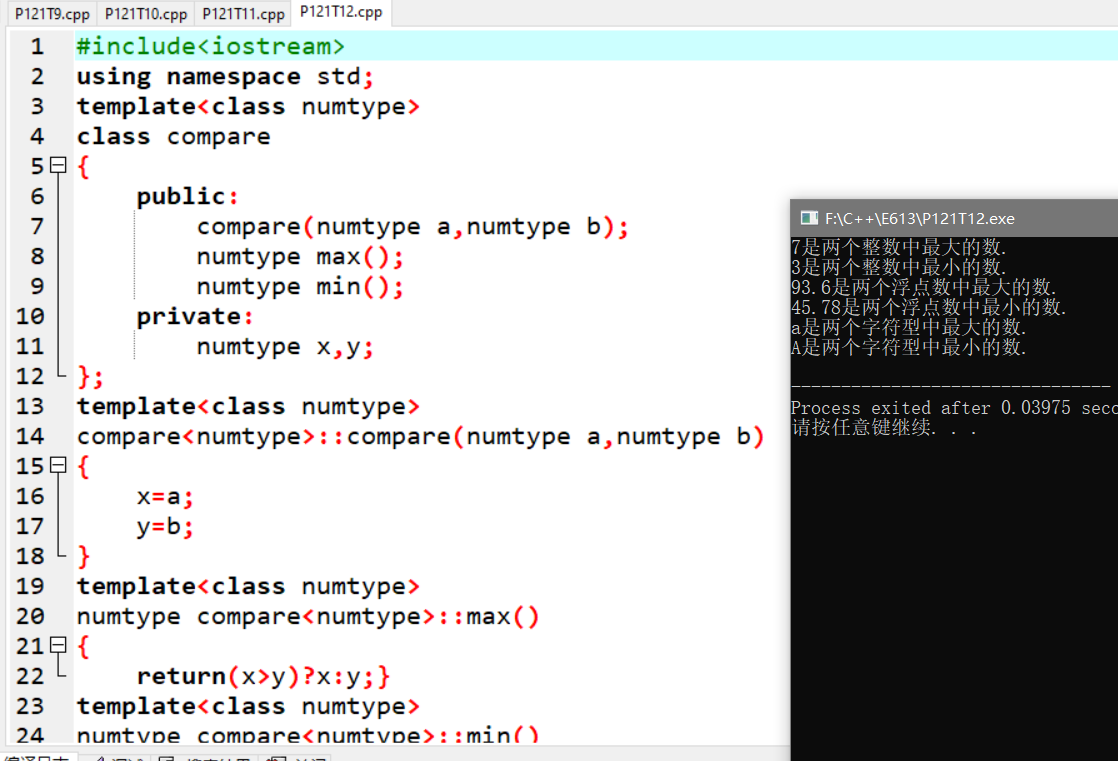 P121T9.cpp P121T10.cpp P121T11.cpp P121T12.cpp
1 #include<iostream>
2 using namespace std;
3 template<class numtype>
4 class compare
5 {
6 public:
7 compare(numtype a,numtype b);
8 numtype max();
9 numtype min();
10 private:
11 numtype x,y;
12 };
13 template<class numtype>
14 compare<numtype>::compare(numtype a,numtype b)
15 {
16 x=a;
17 y=b;
18 }
19 template<class numtype>
20 numtype compare<numtype>::max()
21 {
22 return(x>y)?x:y;}
23 template<class numtype>
24 numtype compare<numtype>::min()
F:\C++\E613\P121T12.exe
7是两个整数中最大的数.
3是两个整数中最小的数.
93.6是两个浮点数中最大的数.
45.78是两个浮点数中最小的数.
a是两个字符型中最大的数.
A是两个字符型中最小的数.
--------------------------------
Process exited after 0.03975 seco
请按任意键继续. . .